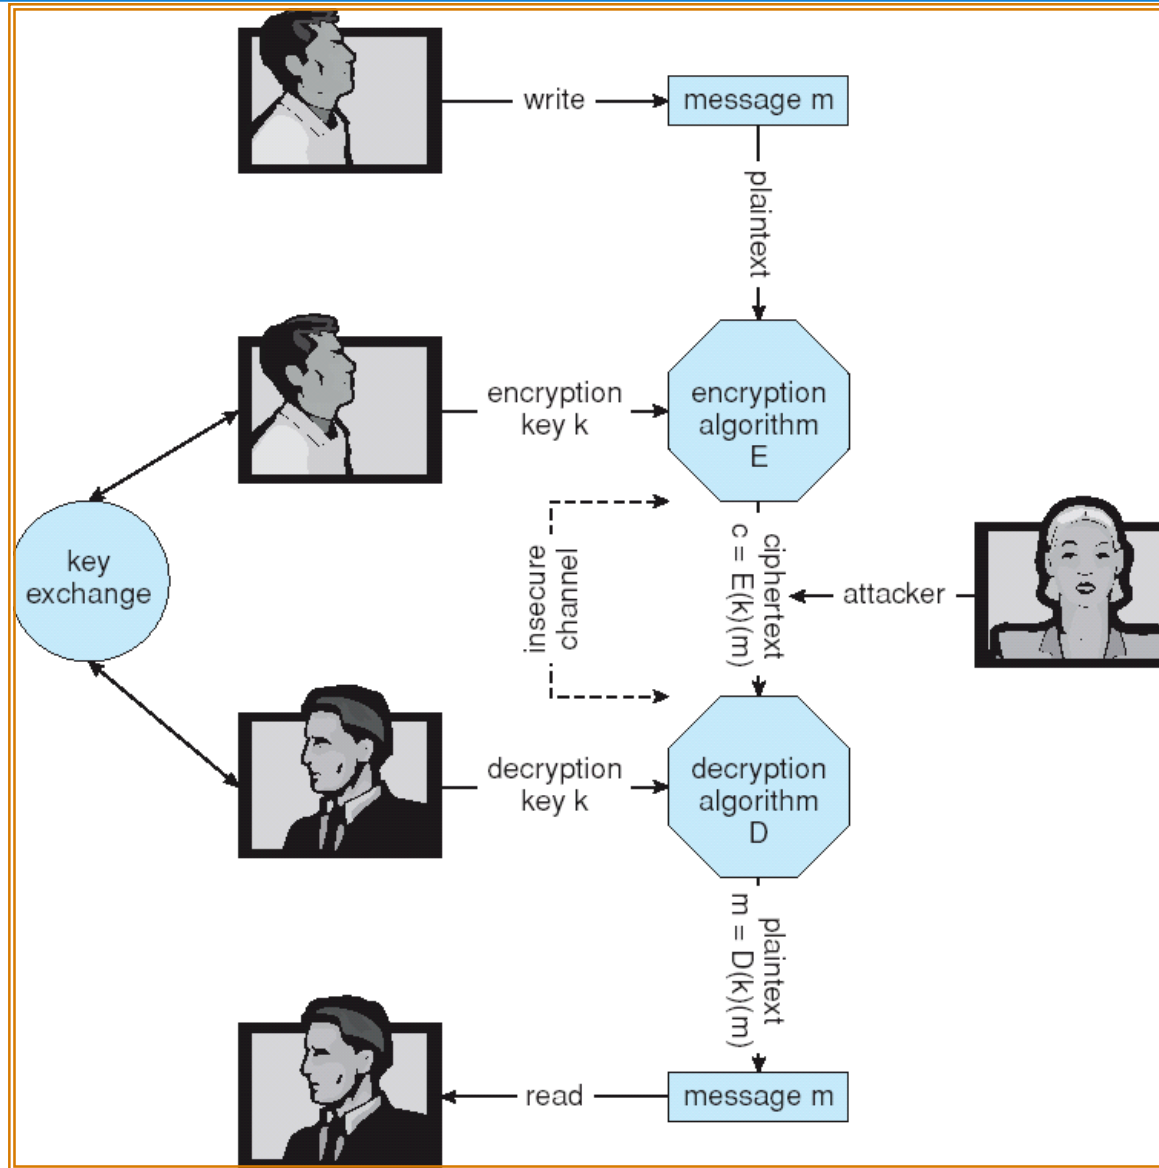 write
message m
plaintext
encryption
key k
encryption
algorithm
E
key
exchange
insecure
channel
ciphertext
c = E(k)(m)
attacker
decryption
key k
decryption
algorithm
D
plaintext
m = D(k)(m)
read
message m